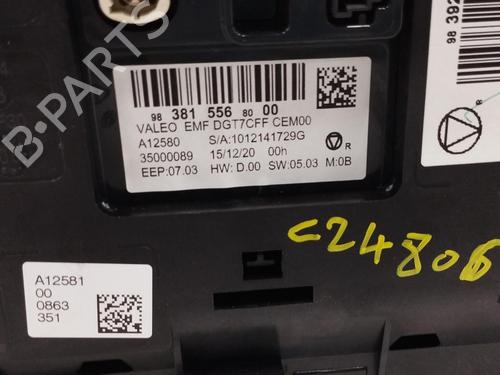 B-PARTS
98 392
98 381 556 80 00
VALEO EMF DGT7CFF CEM00
A12580 S/A:1012141729G
35000089 15/12/20 00h
R
EEP:07.03 HW: D.00 SW:05.03 M:0B
C24806
A12581
00
0863
351